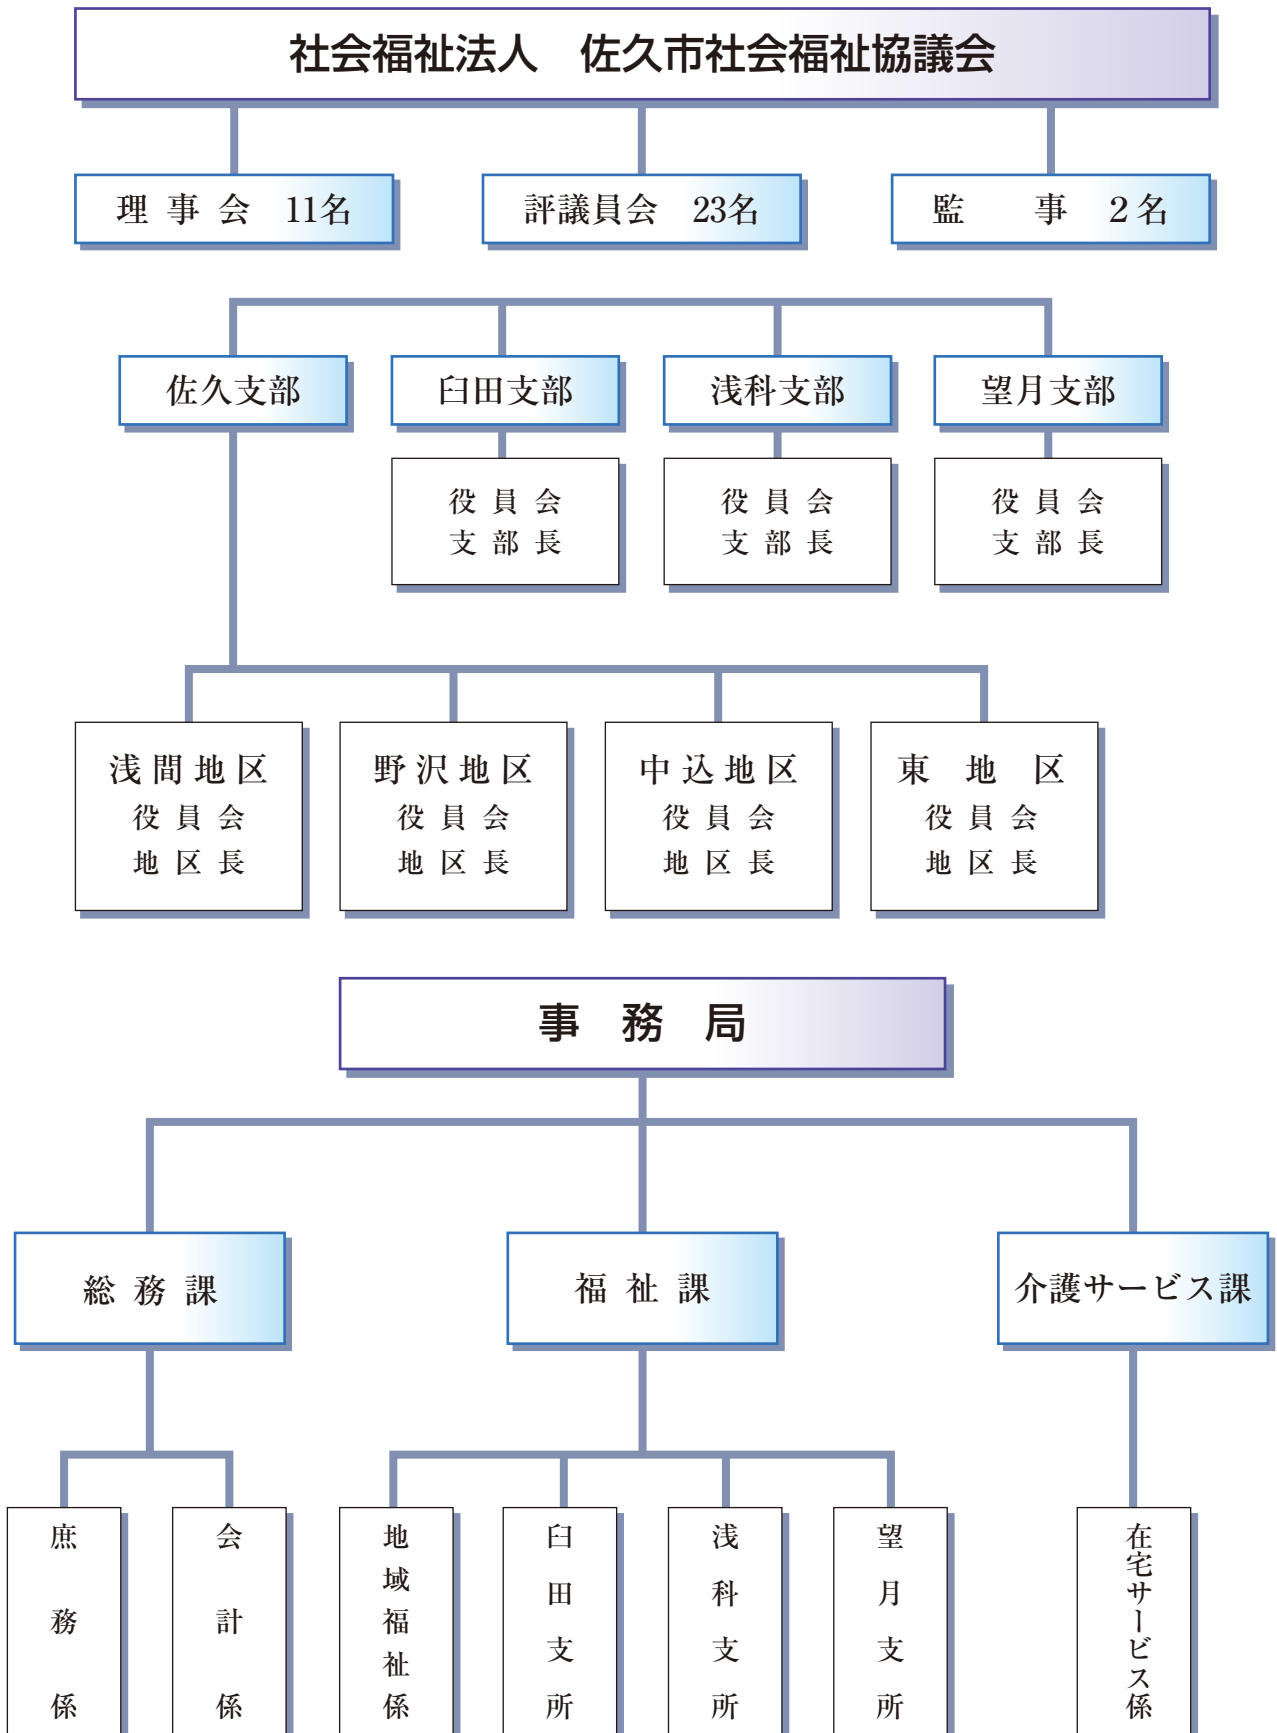 社会福祉法人　佐久市社会福祉協議会
理事会　11名
評議員会　23名
監　事　2名
佐久支部
臼田支部
浅科支部
望月支部
役員会
支部長
役員会
支部長
役員会
支部長
浅間地区
役員会
地区長
野沢地区
役員会
地区長
中込地区
役員会
地区長
東地区
役員会
地区長
事務局
総務課
福祉課
介護サービス課
庶務係
会計係
地域福祉係
臼田支所
浅科支所
望月支所
在宅サービス係